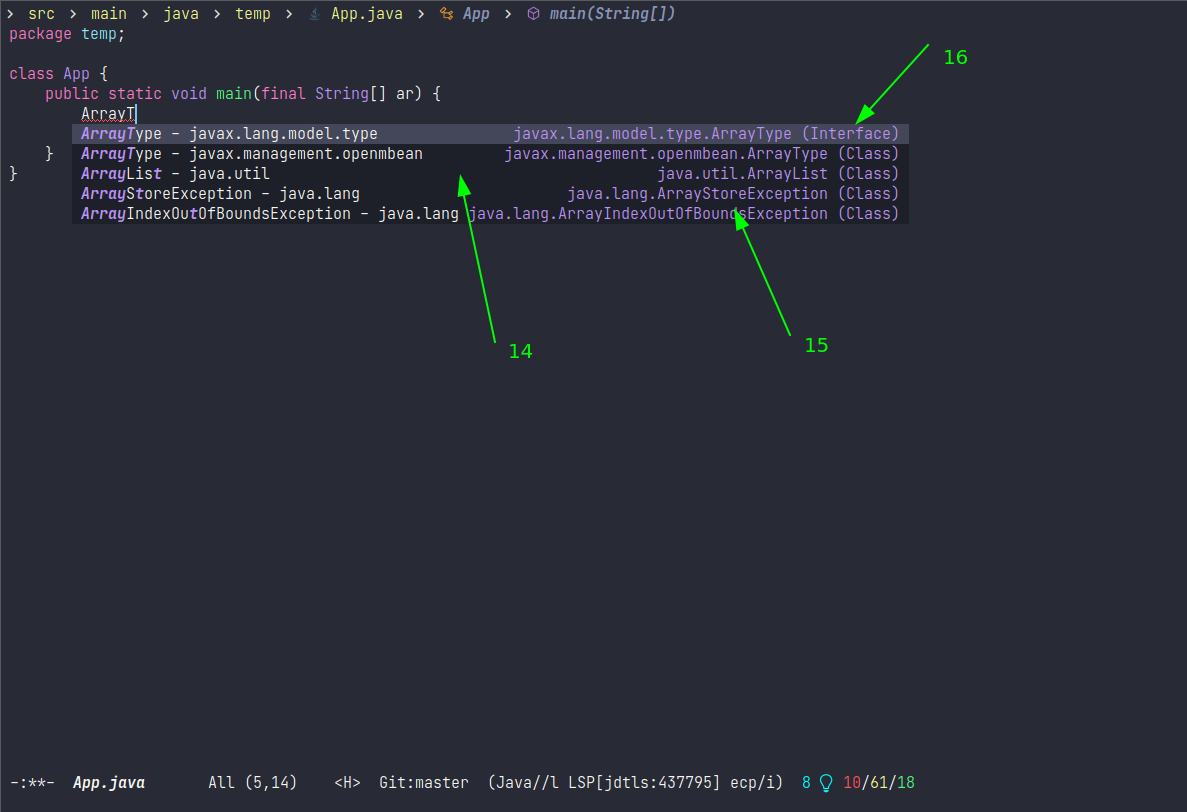 › src › main › java › temp › App.java › App › main(String[])
package temp;
class App {
public static void main(final String[] ar) {
ArrayT
ArrayType - javax.lang.model.type javax.lang.model.type.ArrayType (Interface)
} ArrayType - javax.management.openmbean javax.management.openmbean.ArrayType (Class)
} ArrayList - java.util java.util.ArrayList (Class)
ArrayStoreException - java.lang java.lang.ArrayStoreException (Class)
ArrayIndexOutOfBoundsException - java.lang java.lang.ArrayIndexOutOfBoundsException (Class)
16
14
15
-:**- App.java All (5,14) <H> Git:master (Java//l LSP[jdtls:437795] ecp/i) 8 10/61/18